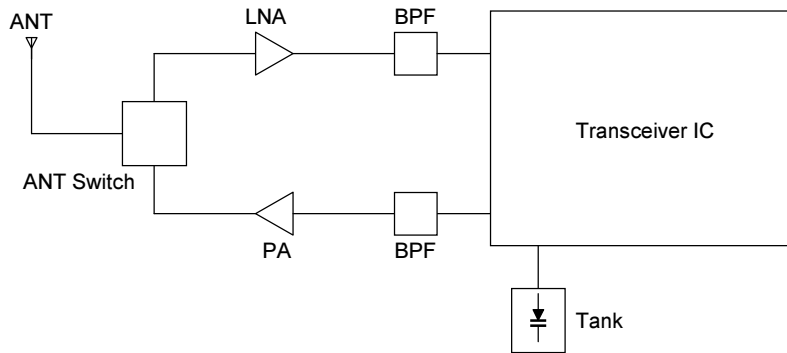 ANT
LNA
BPF
Transceiver IC
ANT Switch
PA
BPF
Tank